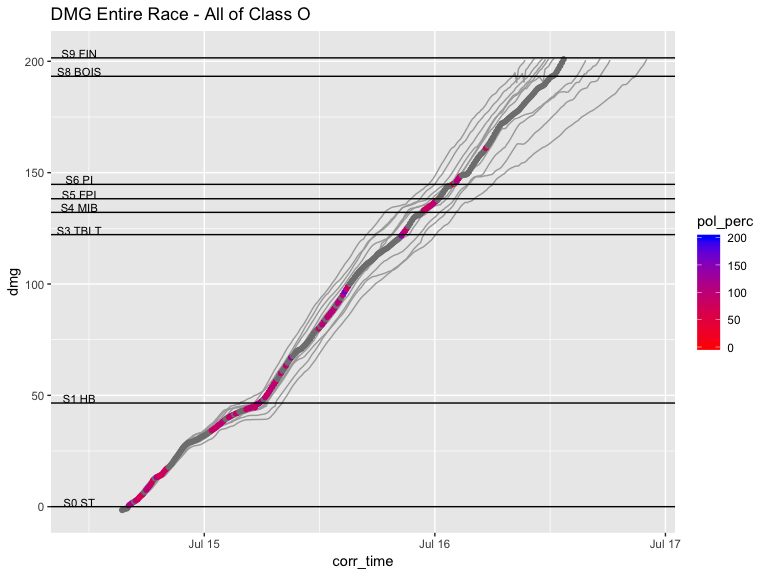 DMG Entire Race - All of Class O
S9 FIN
S8 BOIS
S6 PI
S5 FPI
S4 MIB
S3 TBLT
S1 HB
S0 ST
200
150
100
50
0
dmg
Jul 15
Jul 16
Jul 17
corr_time
pol_perc
200
150
100
50
0